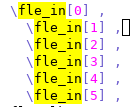 \fle_in[0] ,
\fle_in[1] ,
\fle_in[2] ,
\fle_in[3] ,
\fle_in[4] ,
\fle_in[5] ,